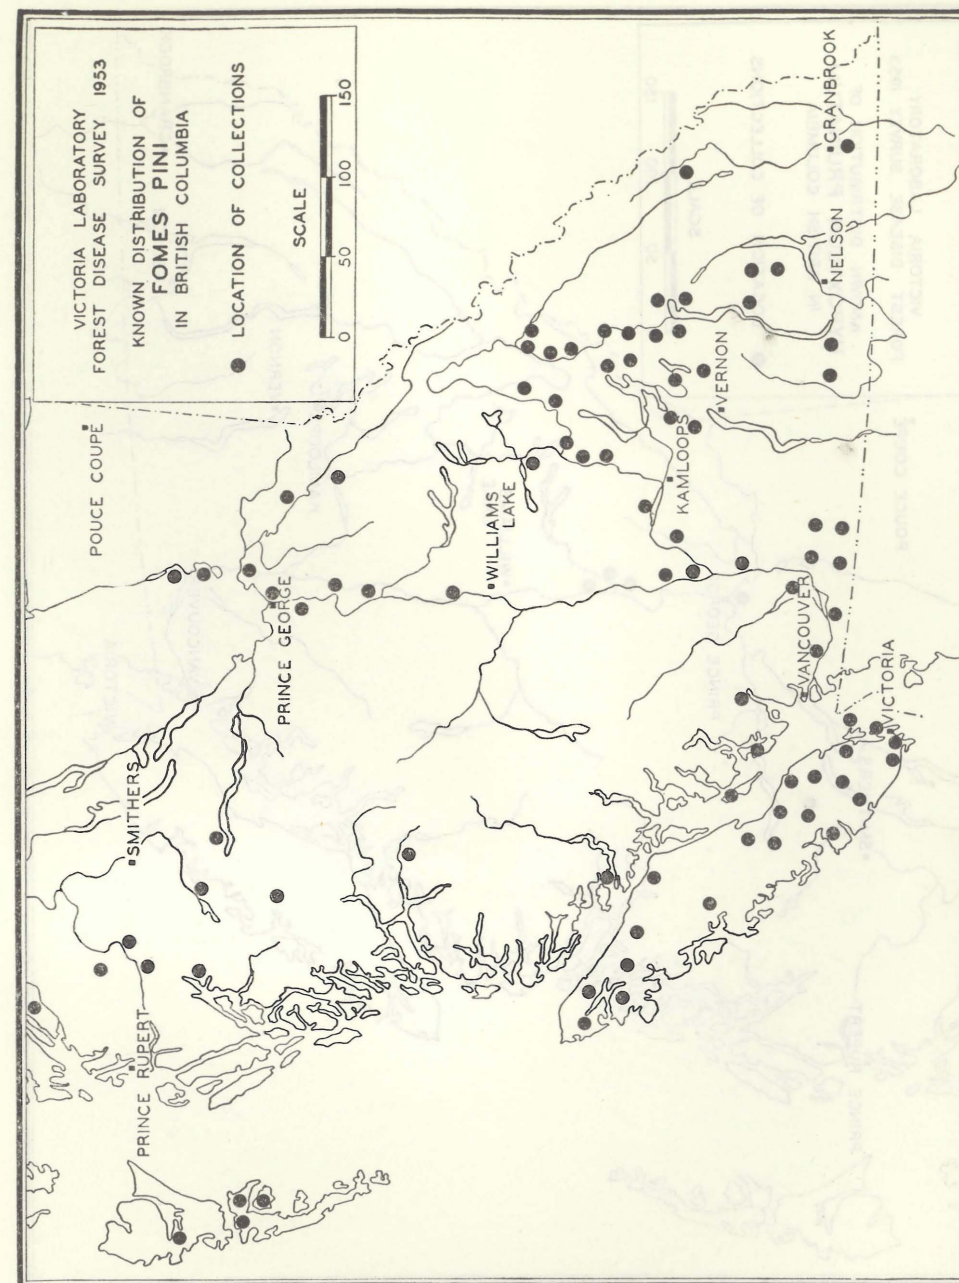 VICTORIA LABORATORY
FOREST DISEASE SURVEY 1953
KNOWN DISTRIBUTION OF
FOMES PINI
IN BRITISH COLUMBIA
● LOCATION OF COLLECTIONS
SCALE
0 50 100 150
POUCE COUPÉ
SMITHERS
PRINCE RUPERT
PRINCE GEORGE
WILLIAMS
LAKE
KAMLOOPS
VERNON
NELSON
CRANBROOK
VANCOUVER
VICTORIA